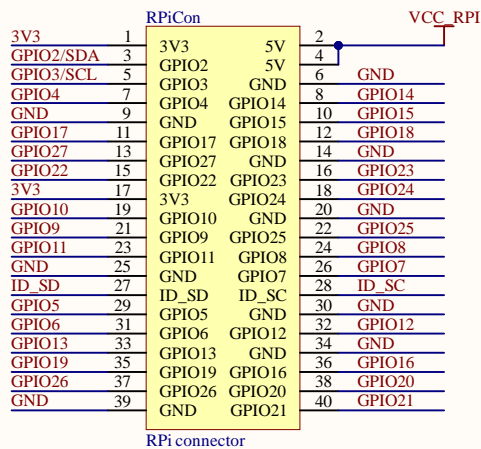 RPiCon VCC_RPI
3V3 1 3V3 5V 2
GPIO2/SDA 3 GPIO2 5V 4
GPIO3/SCL 5 GPIO3 GND 6 GND
GPIO4 7 GPIO4 GPIO14 8 GPIO14
GND 9 GND GPIO15 10 GPIO15
GPIO17 11 GPIO17 GPIO18 12 GPIO18
GPIO27 13 GPIO27 GND 14 GND
GPIO22 15 GPIO22 GPIO23 16 GPIO23
3V3 17 3V3 GPIO24 18 GPIO24
GPIO10 19 GPIO10 GND 20 GND
GPIO9 21 GPIO9 GPIO25 22 GPIO25
GPIO11 23 GPIO11 GPIO8 24 GPIO8
GND 25 GND GPIO7 26 GPIO7
ID_SD 27 ID_SD ID_SC 28 ID_SC
GPIO5 29 GPIO5 GND 30 GND
GPIO6 31 GPIO6 GPIO12 32 GPIO12
GPIO13 33 GPIO13 GND 34 GND
GPIO19 35 GPIO19 GPIO16 36 GPIO16
GPIO26 37 GPIO26 GPIO20 38 GPIO20
GND 39 GND GPIO21 40 GPIO21
RPi connector